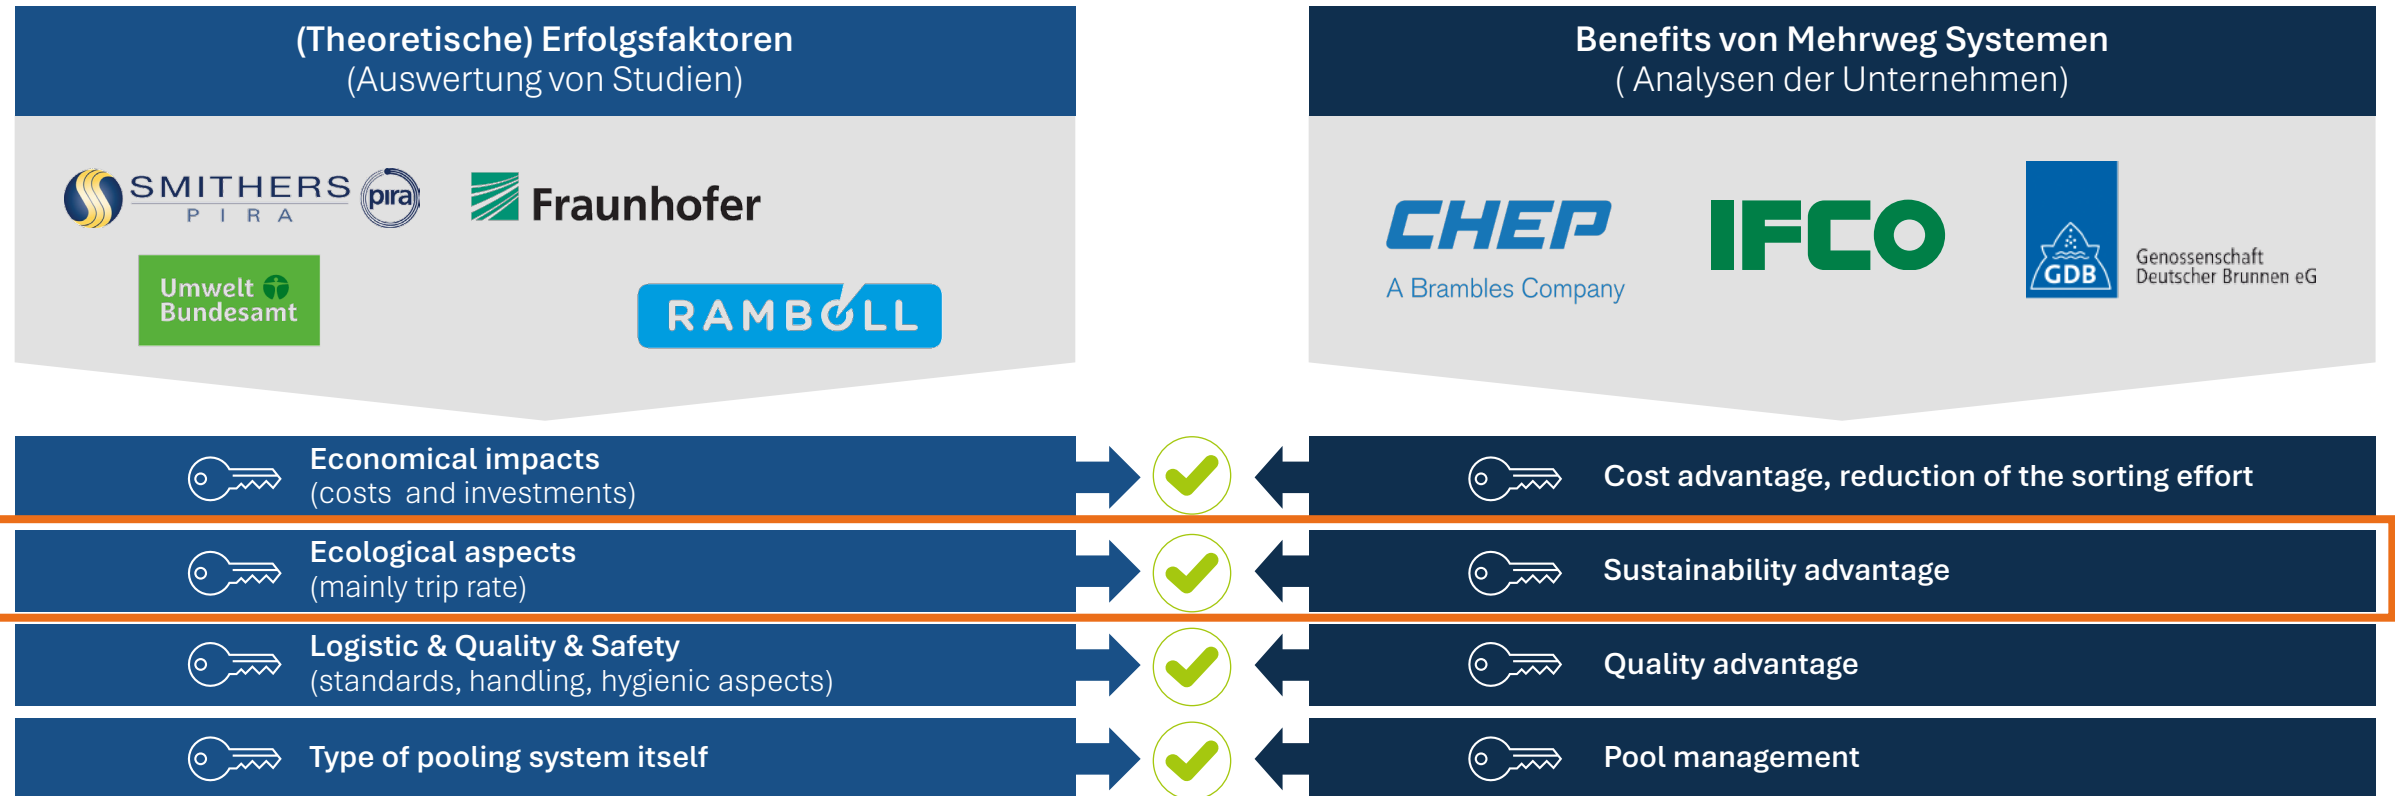 (Theoretische) Erfolgsfaktoren
(Auswertung von Studien)
SMITHERS
PIRA
pira
Fraunhofer
Umwelt
Bundesamt
RAMBOLL
Economical impacts
(costs and investments)
Ecological aspects
(mainly trip rate)
Logistic & Quality & Safety
(standards, handling, hygienic aspects)
Type of pooling system itself
Benefits von Mehrweg Systemen
( Analysen der Unternehmen)
CHEP
A Brambles Company
IFCO
GDB
Genossenschaft
Deutscher Brunnen eG
Cost advantage, reduction of the sorting effort
Sustainability advantage
Quality advantage
Pool management